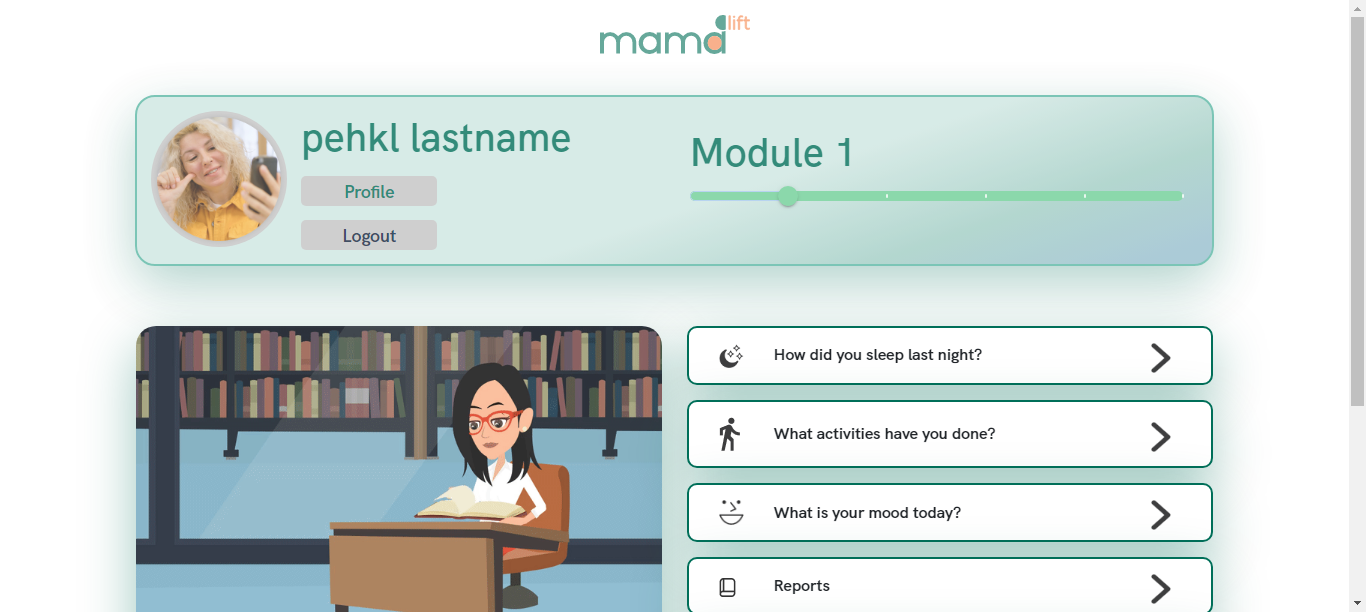 mama lift
pehkl lastname
Profile
Logout
Module 1
How did you sleep last night?
What activities have you done?
What is your mood today?
Reports